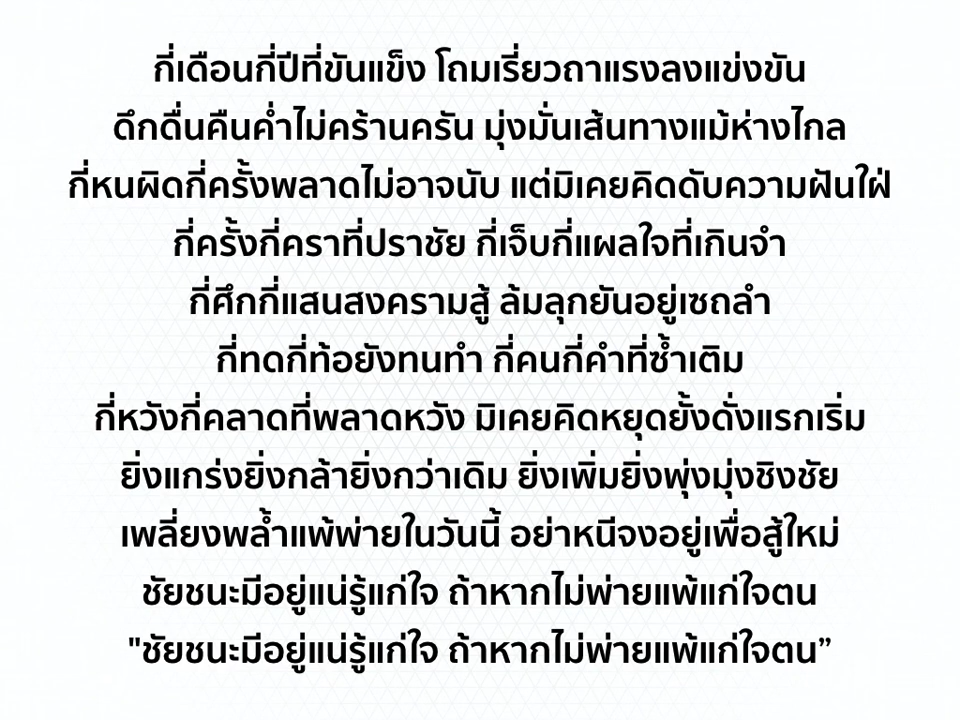 กี่เดือนกี่ปีที่ขันแข็ง โถมเรี่ยวถาแรงลงแข่งขัน
ดึกดื่นคืนค่ำไม่คร้านครัน มุ่งมั่นเส้นทางแม้ห่างไกล
กี่หนผิดกี่ครั้งพลาดไม่อาจนับ แต่มิเคยคิดดับความฝันใฝ่
กี่ครั้งกี่คราที่ปราชัย กี่เจ็บกี่แผลใจที่เกินจำ
กี่ศึกกี่แสนสงครามสู้ ล้มลุกยันอยู่เซถลำ
กี่ทดกี่ท้อยังทนทำ กี่คนกี่คำที่ซ้ำเติม
กี่หวังกี่คลาดที่พลาดหวัง มิเคยคิดหยุดยั้งดั่งแรกเริ่ม
ยิ่งแกร่งยิ่งกล้ายิ่งกว่าเดิม ยิ่งเพิ่มยิ่งพุ่งมุ่งชิงชัย
เพลี่ยงพล้ำแพ้พ่ายในวันนี้ อย่าหนีจงอยู่เพื่อสู้ใหม่
ชัยชนะมีอยู่แน่รู้แก่ใจ ถ้าหากไม่พ่ายแพ้แก่ใจตน
"ชัยชนะมีอยู่แน่รู้แก่ใจ ถ้าหากไม่พ่ายแพ้แก่ใจตน”